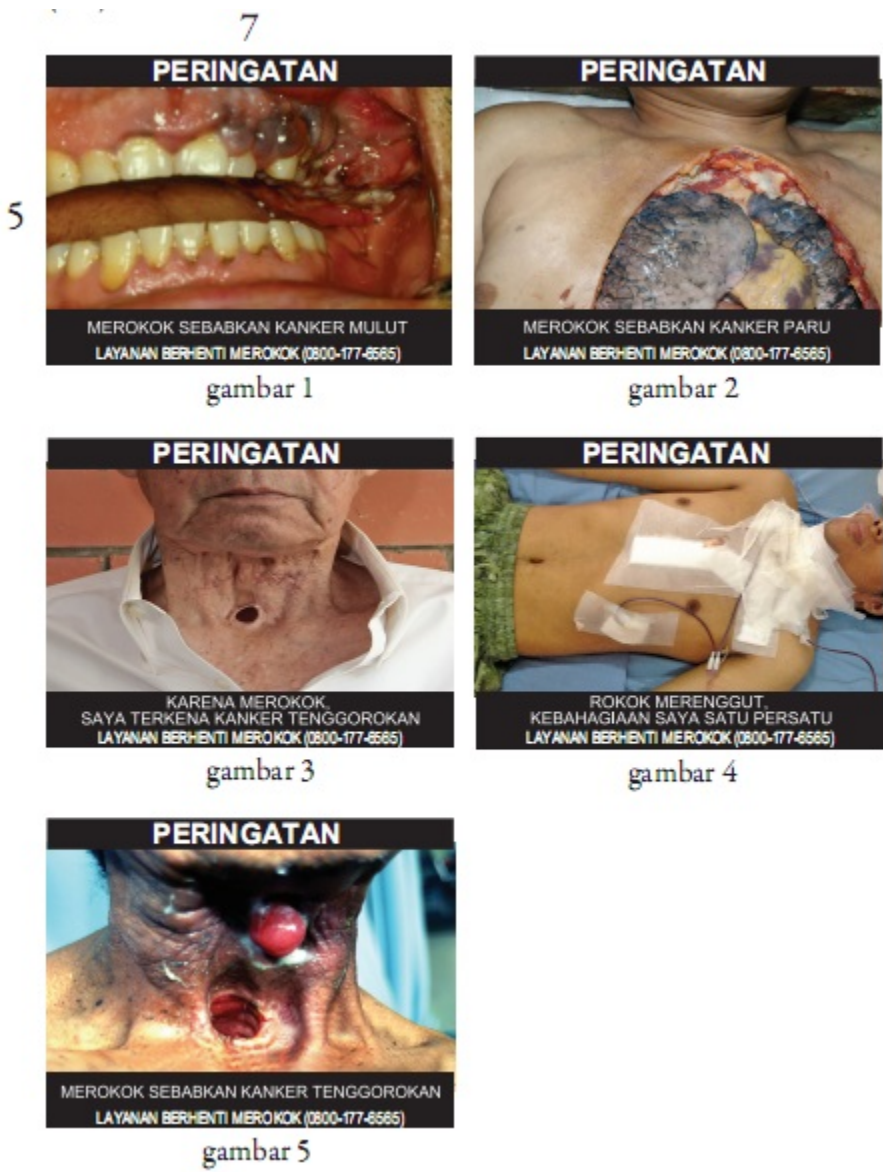 7
PERINGATAN
5
MEROKOK SEBABKAN KANKER MULUT
LAYANAN BERHENTI MEROKOK (0800-177-6565)
gambar 1
PERINGATAN
MEROKOK SEBABKAN KANKER PARU
LAYANAN BERHENTI MEROKOK (0800-177-6565)
gambar 2
PERINGATAN
KARENA MEROKOK,
SAYA TERKENA KANKER TENGGOROKAN
LAYANAN BERHENTI MEROKOK (0800-177-6565)
gambar 3
PERINGATAN
ROKOK MERENGGUT,
KEBAHAGIAAN SAYA SATU PERSATU
LAYANAN BERHENTI MEROKOK (0800-177-6565)
gambar 4
PERINGATAN
MEROKOK SEBABKAN KANKER TENGGOROKAN
LAYANAN BERHENTI MEROKOK (0800-177-6565)
gambar 5